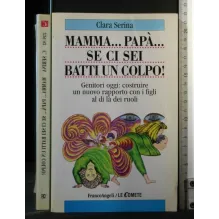 Clara Serina
MAMMA... PAPÀ...
SE CI SEI
BATTI UN COLPO!
Genitori oggi: costruire
un nuovo rapporto con i figli
al di là dei ruoli
FrancoAngeli / LE COMETE